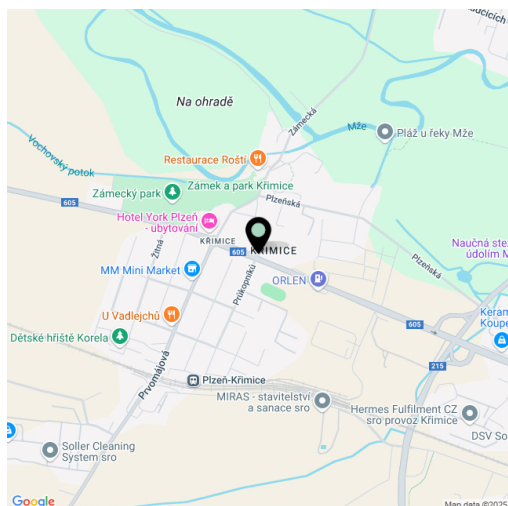 Na ohradě
Zámecká
Mže
Pláž u řeky Mže
Vochovský potok
Restaurace Roští
Zámecký park
Zámek a park Křimice
Plzeňská
605
Hotel York Plzeň
- ubytování
KŘIMICE
605
KŘIMICE
Naučná ste
údolím M
Žitná
Plzeňská
MM Mini Market
Průkopníků
ORLEN
U Vadlejchů
605
Keram
Koupe
Dětské hřiště Korela
215
Prvomájová
Plzeň-Křimice
MIRAS - stavitelství
a sanace sro
Hermes Fulfilment CZ
sro provoz Křimice
Soller Cleaning
System sro
DSV So
Google
Map data ©2025